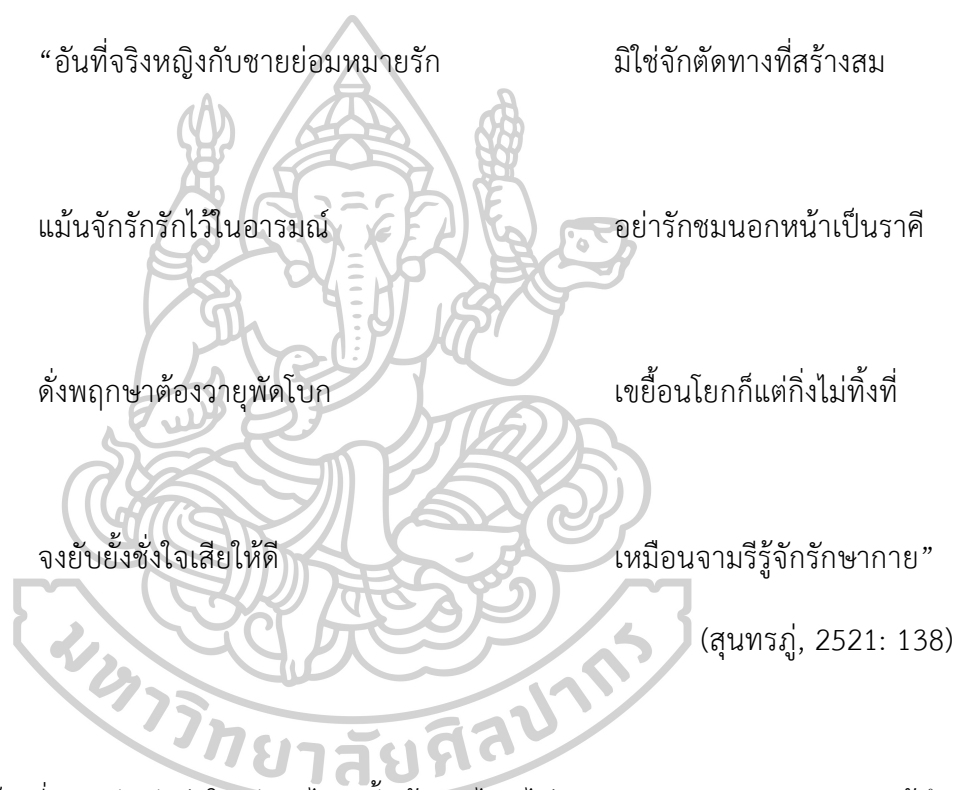 “อันที่จริงหญิงกับชายย่อมหมายรัก มิใช่จักตัดทางที่สร้างสม
แม้นจักรักรักไว้ในอารมณ์ อย่ารักชมนอกหน้าเป็นราคี
ดั่งพฤกษาต้องวายุพัดโบก เขยื้อนโยกก็แต่กิ่งไม่ทิ้งที่
จงยับยั้งชั่งใจเสียให้ดี เหมือนจามรีรู้จักรักษากาย”
(สุนทรภู่, 2521: 138)
มหาวิทยาลัยศิลปากร